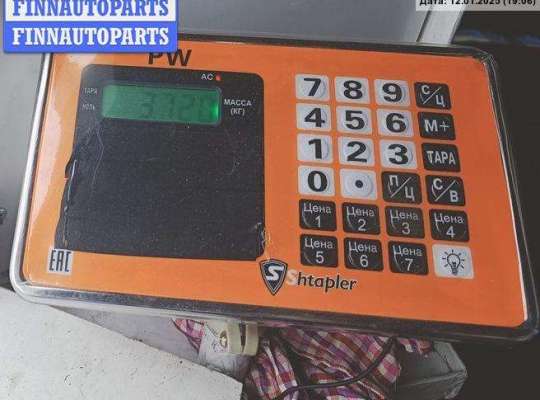 FINNAUTOPARTS
FINNAUTOPARTS
Дата: 12.01.2025 (19:06)
PW
AC
ТАРА
НОЛЬ
МАССА
(КГ)
7 8 9 С/Ц
4 5 6 М+
1 2 3 ТАРА
0 • П/Ц С/В
Цена 1 Цена 2 Цена 3 Цена 4
Цена 5 Цена 6 Цена 7
EAC
Shtapler